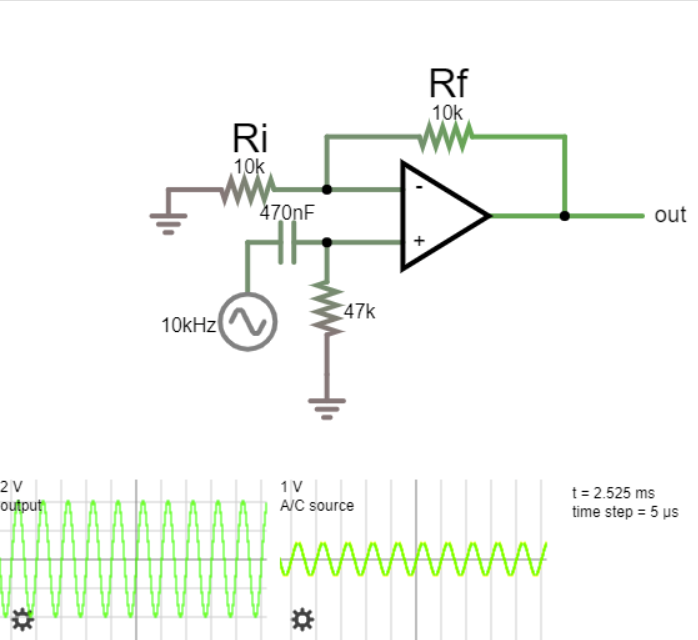 Rf
10k
Ri
10k
470nF
-
+
out
10kHz
47k
2 V
output
1 V
A/C source
t = 2.525 ms
time step = 5 µs